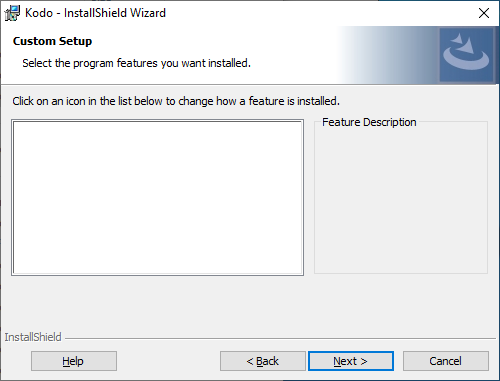 Kodo - InstallShield Wizard
Custom Setup
Select the program features you want installed.
Click on an icon in the list below to change how a feature is installed.
Feature Description
InstallShield
Help
< Back
Next >
Cancel